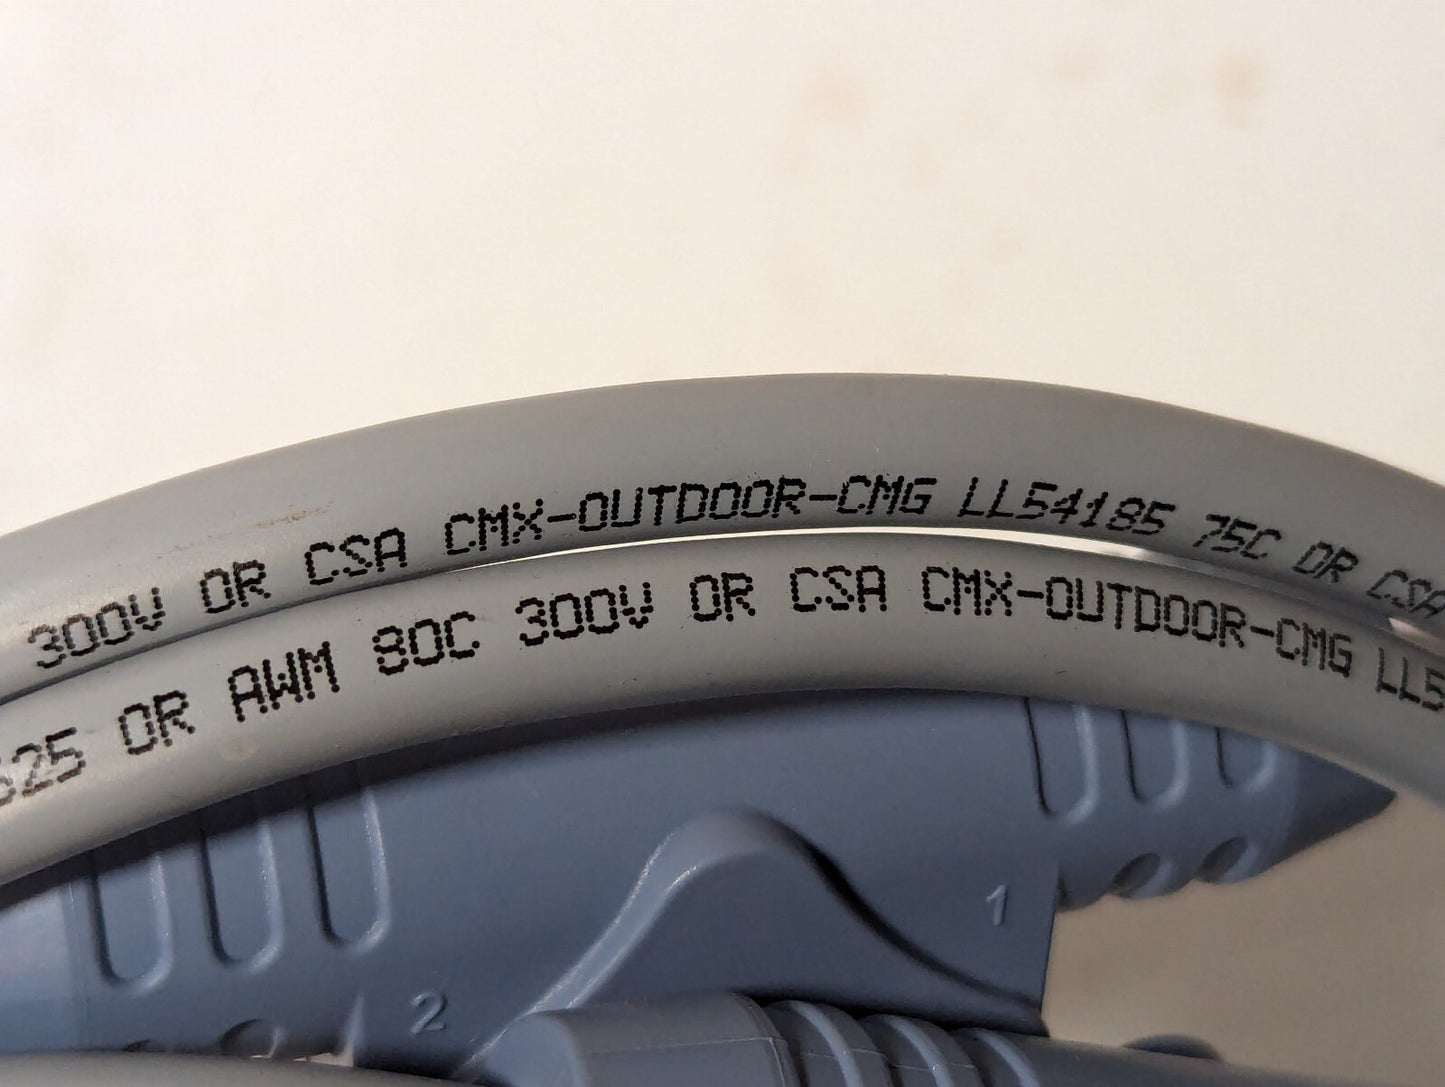 300V OR CSA CMX-OUTDOOR-CMG LL54185 75C OR CSA
OR AWM 80C 300V OR CSA CMX-OUTDOOR-CMG
1
2